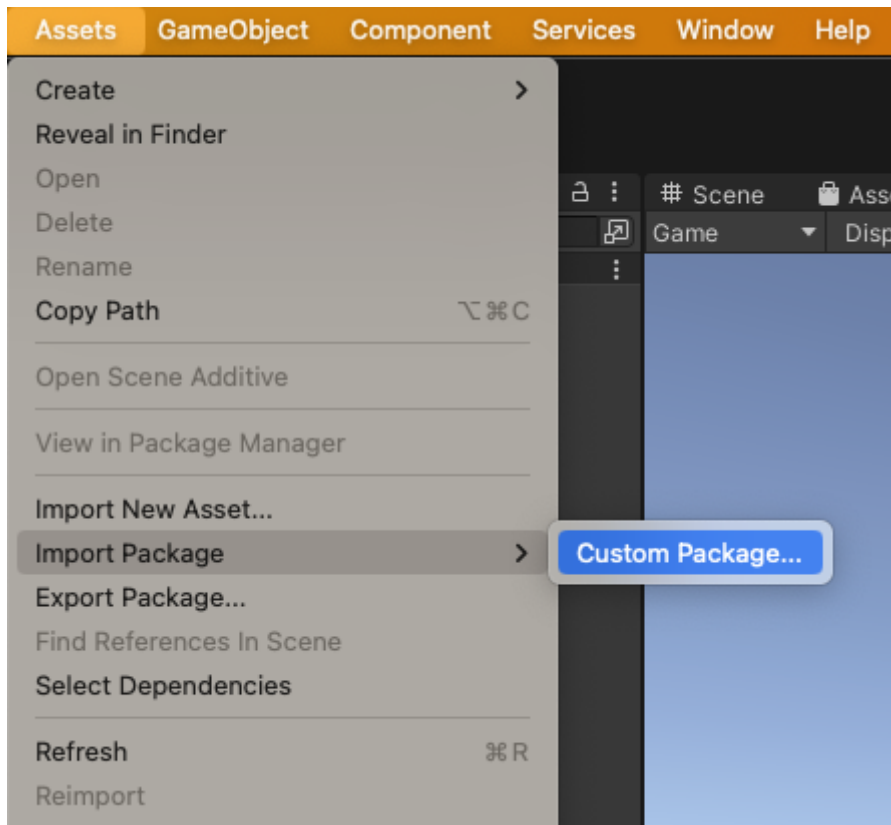 Assets GameObject Component Services Window Help
Create
Reveal in Finder
Open
Delete
Rename
Copy Path ⌥⌘C
Open Scene Additive
View in Package Manager
Import New Asset...
Import Package
Custom Package...
Export Package...
Find References In Scene
Select Dependencies
Refresh ⌘R
Reimport
Scene Ass
Game Disp